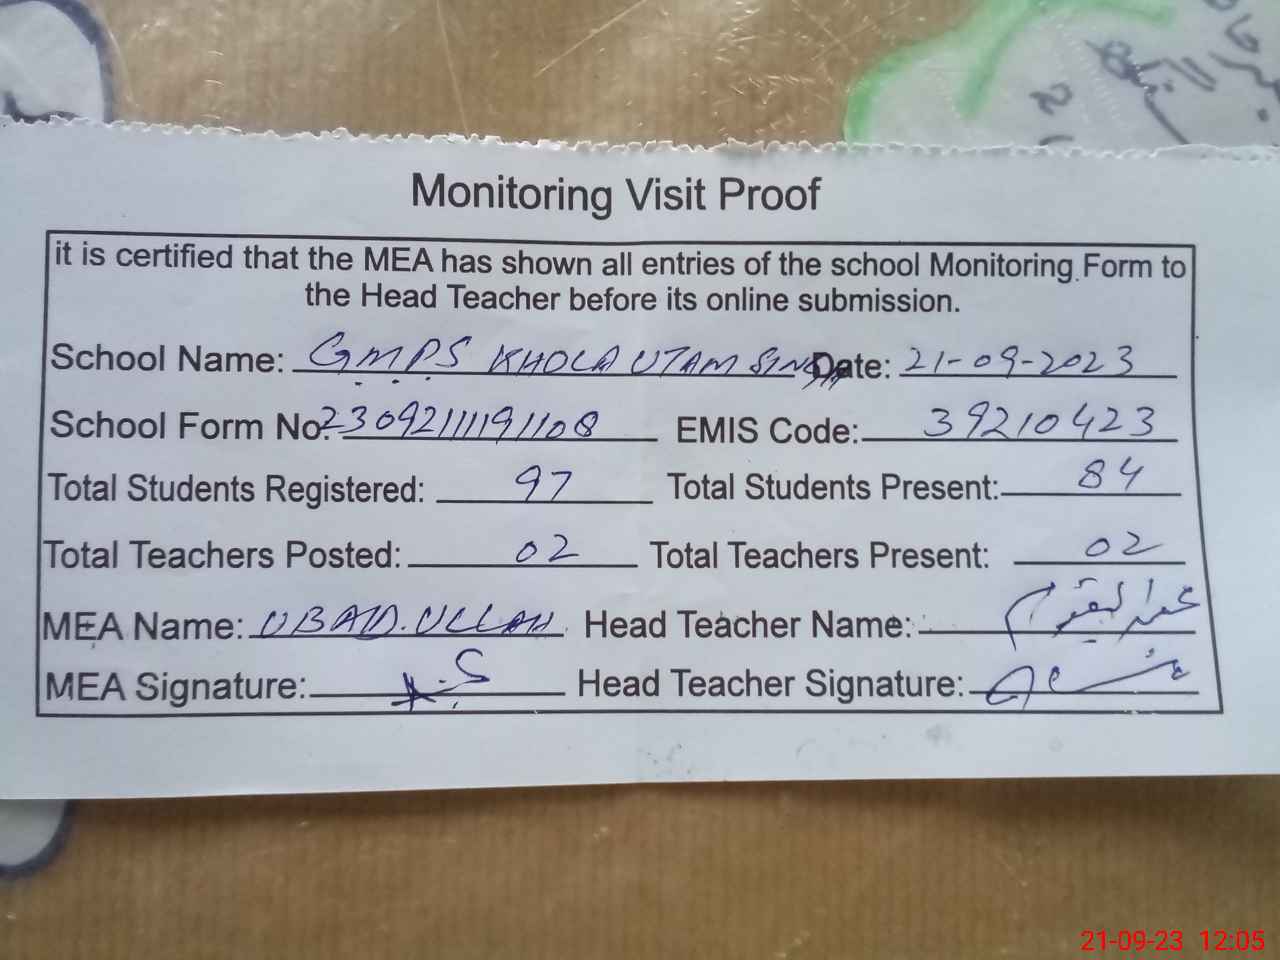 Monitoring Visit Proof
it is certified that the MEA has shown all entries of the school Monitoring Form to
the Head Teacher before its online submission.
School Name: GMPS KHOLA UTAM SINGH Date: 21-09-2023
School Form No: 23092111191108 EMIS Code: 39210423
Total Students Registered: 97 Total Students Present: 84
Total Teachers Posted: 02 Total Teachers Present: 02
MEA Name: UBAID.ULLAH Head Teacher Name:
MEA Signature: Head Teacher Signature:
21-09-23 12:05